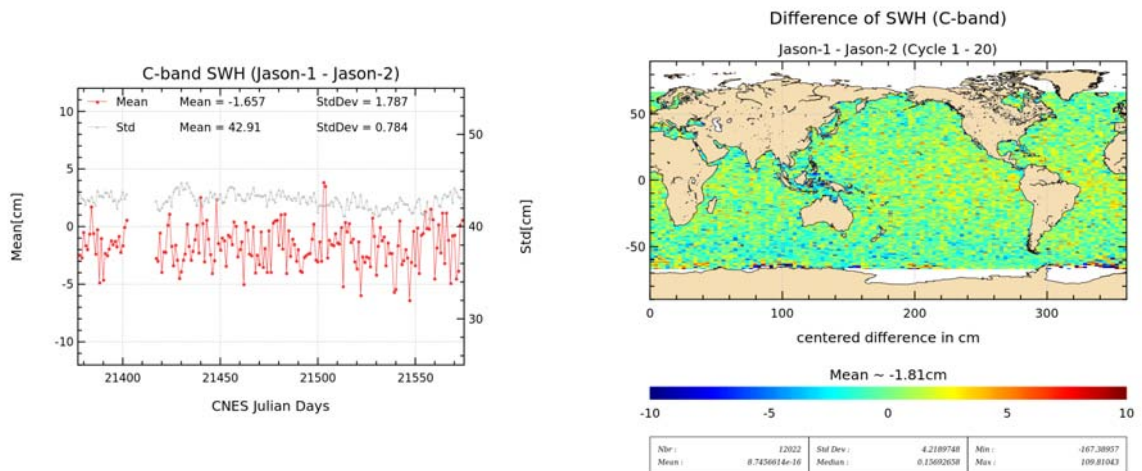 C-band SWH (Jason-1 - Jason-2)
Mean Mean = -1.657 StdDev = 1.787
Std Mean = 42.91 StdDev = 0.784
Mean[cm]
10
5
0
-5
-10
Std[cm]
50
40
30
21400 21450 21500 21550
CNES Julian Days
Difference of SWH (C-band)
Jason-1 - Jason-2 (Cycle 1 - 20)
50
0
-50
0 100 200 300
centered difference in cm
Mean ~ -1.81cm
-10 -5 0 5 10
Nbr : 12022 Std Dev : 4.2189748 Min : -167.38957
Mean : 8.7456614e-16 Median : 0.15692658 Max : 109.81043